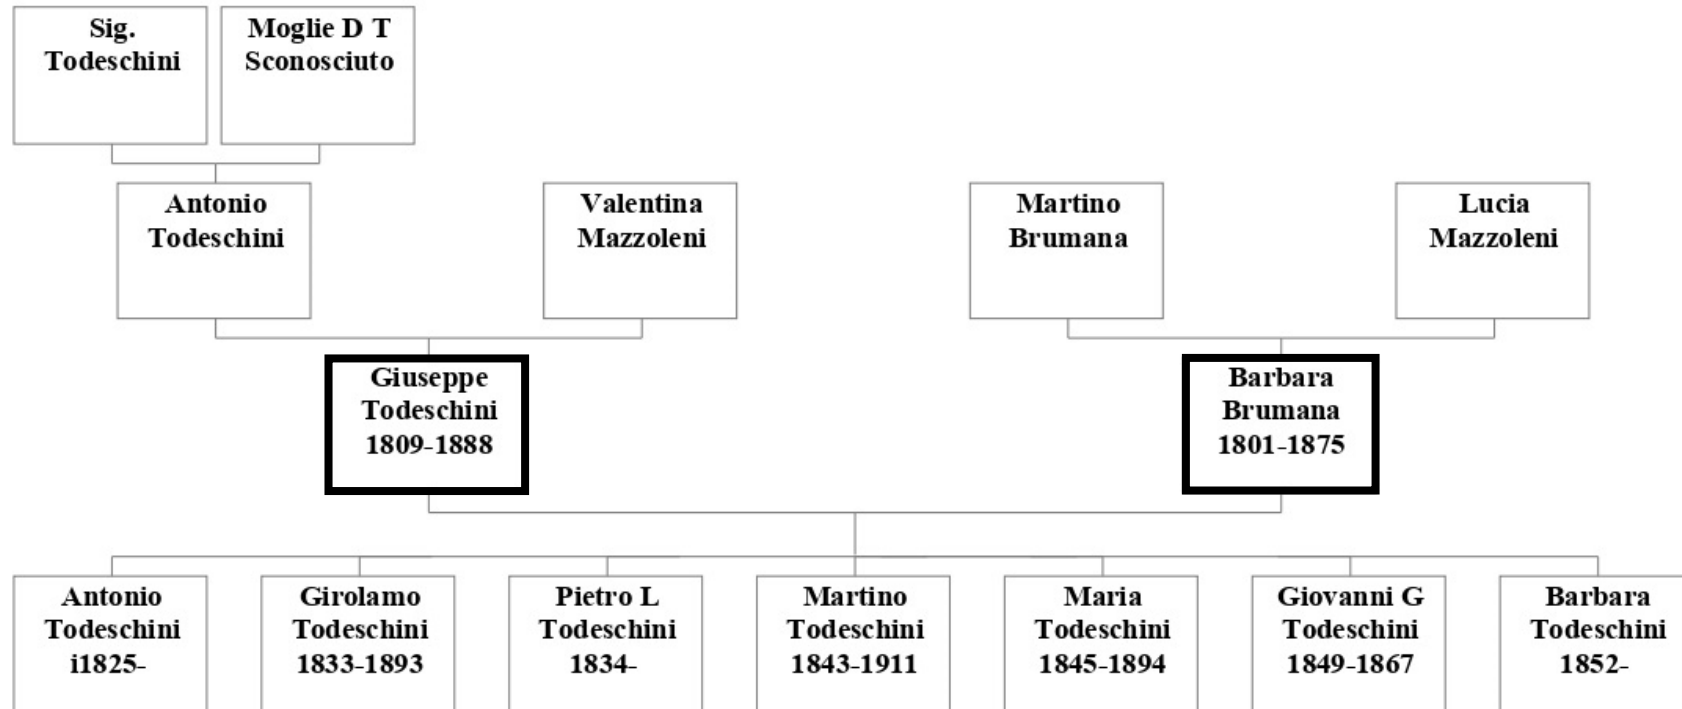 Sig.
Todeschini
Moglie D T
Sconosciuto
Antonio
Todeschini
Valentina
Mazzoleni
Martino
Brumana
Lucia
Mazzoleni
Giuseppe
Todeschini
1809-1888
Barbara
Brumana
1801-1875
Antonio
Todeschini
i1825-
Girolamo
Todeschini
1833-1893
Pietro L
Todeschini
1834-
Martino
Todeschini
1843-1911
Maria
Todeschini
1845-1894
Giovanni G
Todeschini
1849-1867
Barbara
Todeschini
1852-